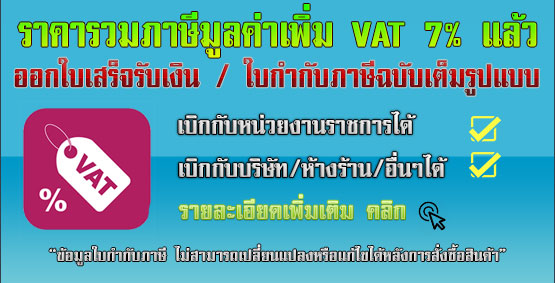 ราคารวมภาษีมูลค่าเพิ่ม VAT 7% แล้ว
ออกใบเสร็จรับเงิน / ใบกำกับภาษีฉบับเต็มรูปแบบ
เบิกกับหน่วยงานราชการได้
VAT
%
เบิกกับบริษัท/ห้างร้าน/อื่นๆได้
รายละเอียดเพิ่มเติม คลิก
“ข้อมูลใบกำกับภาษี ไม่สามารถเปลี่ยนแปลงหรือแก้ไขได้หลังการสั่งซื้อสินค้า”